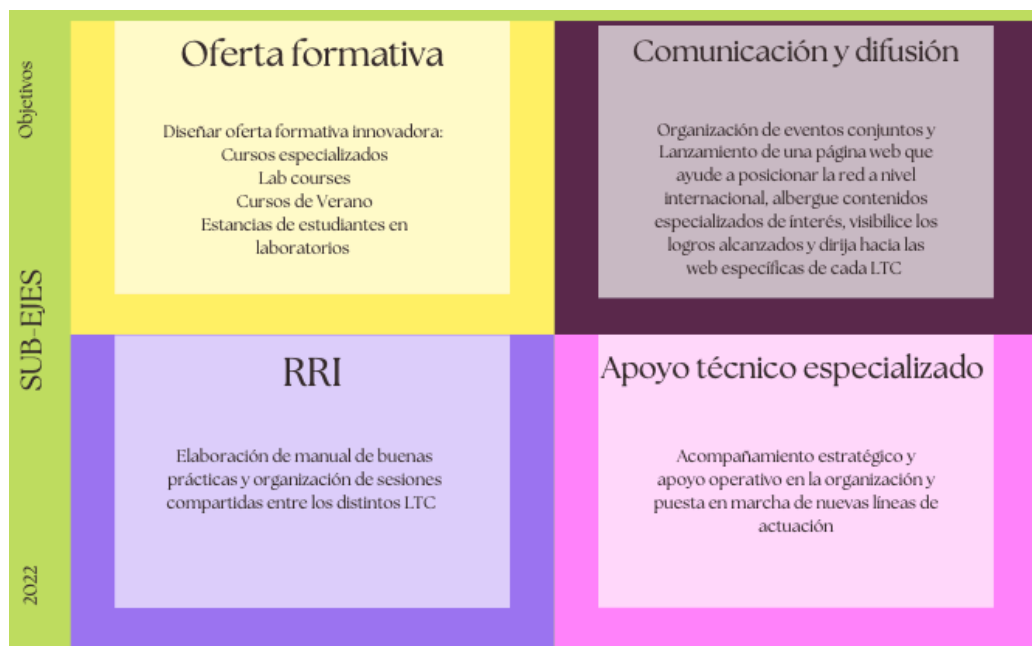 Objetivos
SUB-EJES
2022
Oferta formativa
Diseñar oferta formativa innovadora:
Cursos especializados
Lab courses
Cursos de Verano
Estancias de estudiantes en
laboratorios
Comunicación y difusión
Organización de eventos conjuntos y
Lanzamiento de una página web que
ayude a posicionar la red a nivel
internacional, albergue contenidos
especializados de interés, visibilice los
logros alcanzados y dirija hacia las
web específicas de cada LTC
RRI
Elaboración de manual de buenas
prácticas y organización de sesiones
compartidas entre los distintos LTC
Apoyo técnico especializado
Acompañamiento estratégico y
apoyo operativo en la organización y
puesta en marcha de nuevas líneas de
actuación